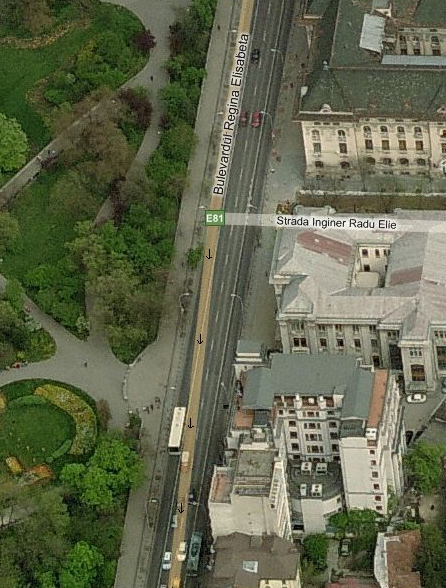 Bulevardul Regina Elisabeta
E81
Strada Inginer Radu Elie